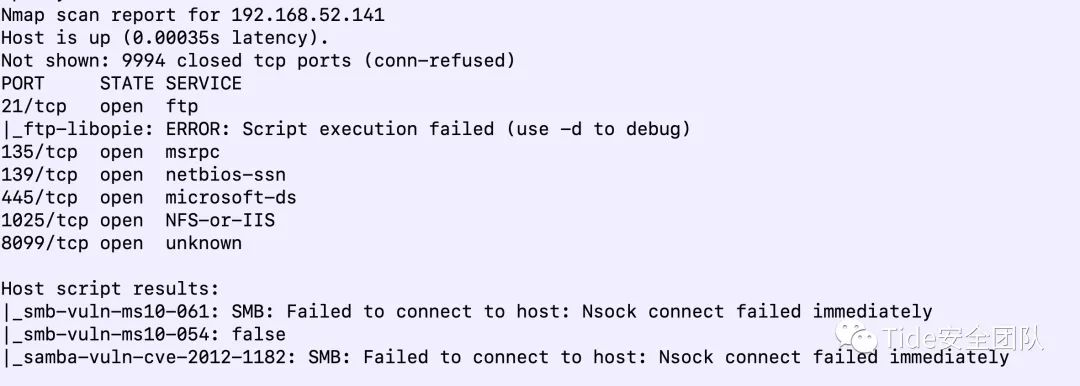 Nmap scan report for 192.168.52.141
Host is up (0.00035s latency).
Not shown: 9994 closed tcp ports (conn-refused)
PORT     STATE SERVICE
21/tcp   open  ftp
|_ftp-libopie: ERROR: Script execution failed (use -d to debug)
135/tcp  open  msrpc
139/tcp  open  netbios-ssn
445/tcp  open  microsoft-ds
1025/tcp open  NFS-or-IIS
8099/tcp open  unknown

Host script results:
|_smb-vuln-ms10-061: SMB: Failed to connect to host: Nsock connect failed immediately
|_smb-vuln-ms10-054: false
|_samba-vuln-cve-2012-1182: SMB: Failed to connect to host: Nsock connect failed immediately
Tide安全团队